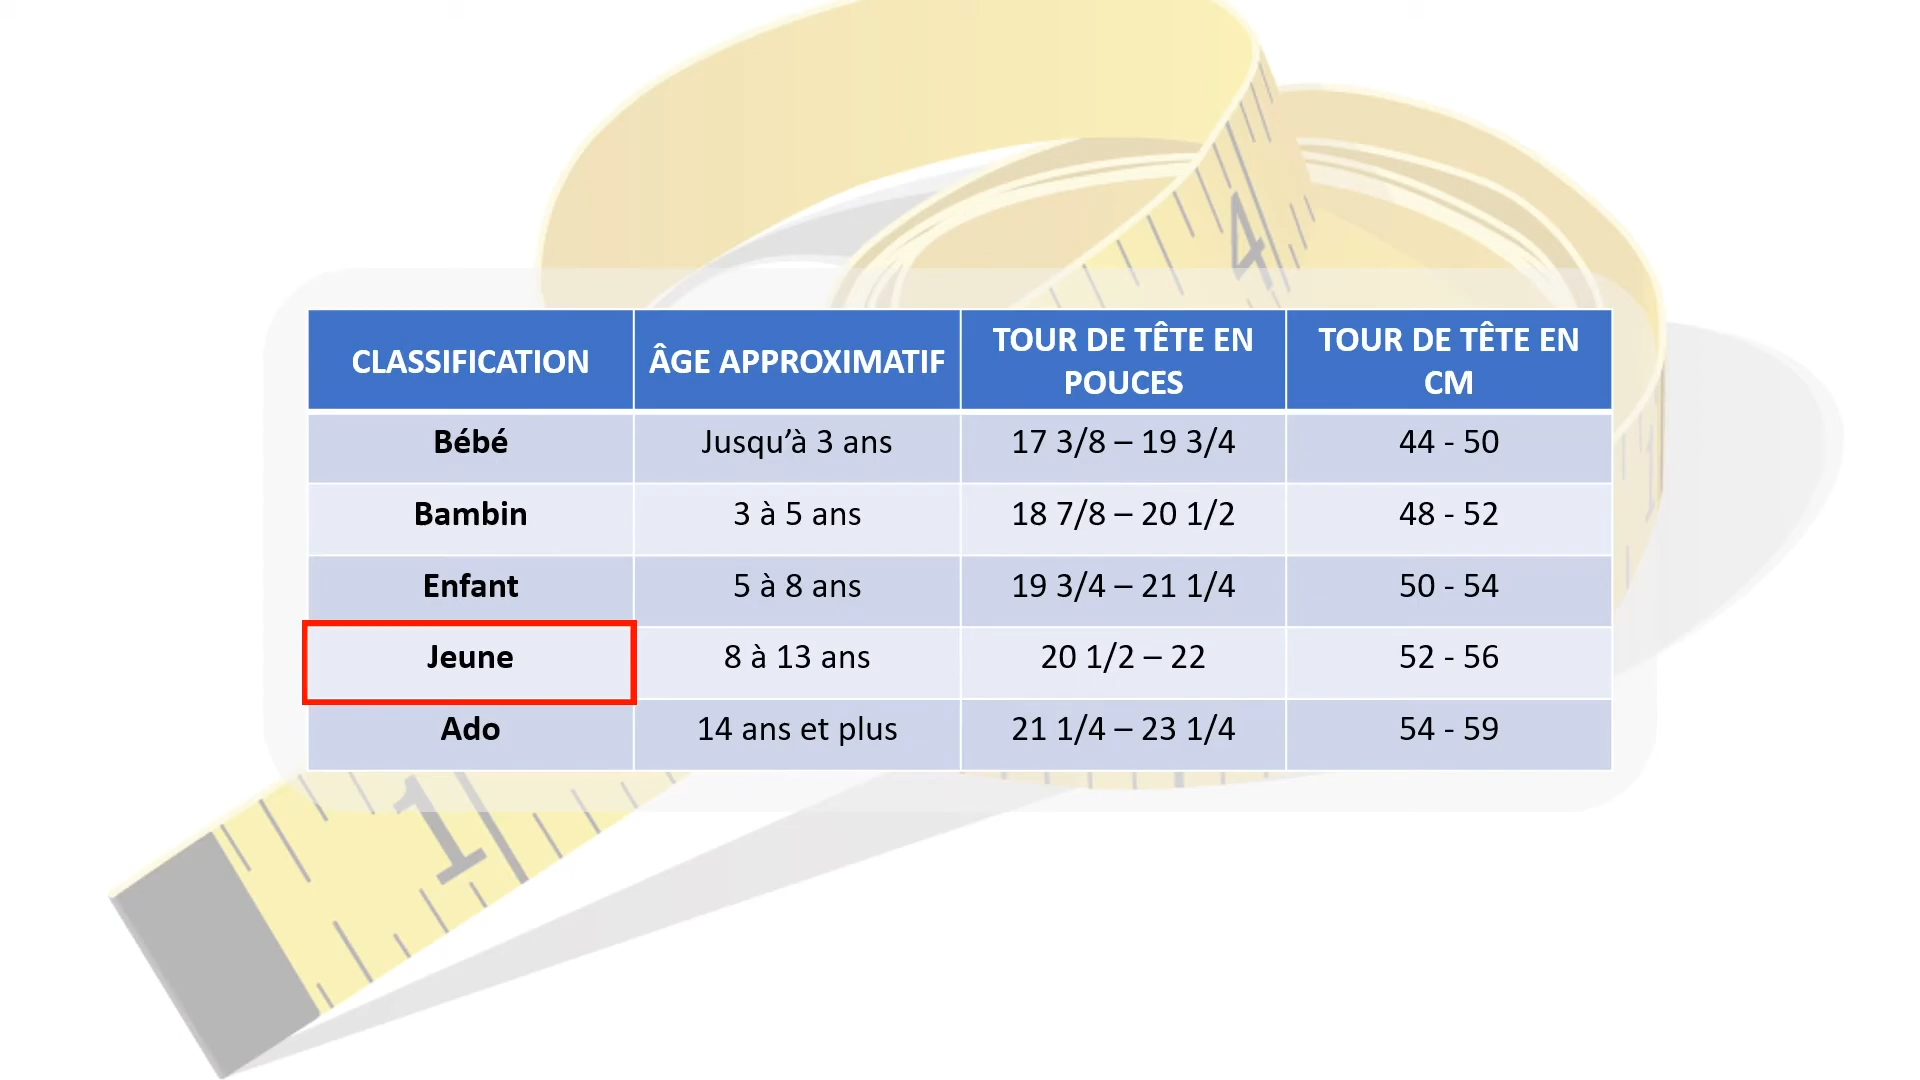 CLASSIFICATION
ÂGE APPROXIMATIF
TOUR DE TÊTE EN
POUCES
TOUR DE TÊTE EN
CM
Bébé
Jusqu’à 3 ans
17 3/8 – 19 3/4
44 - 50
Bambin
3 à 5 ans
18 7/8 – 20 1/2
48 - 52
Enfant
5 à 8 ans
19 3/4 – 21 1/4
50 - 54
Jeune
8 à 13 ans
20 1/2 – 22
52 - 56
Ado
14 ans et plus
21 1/4 – 23 1/4
54 - 59
4
1